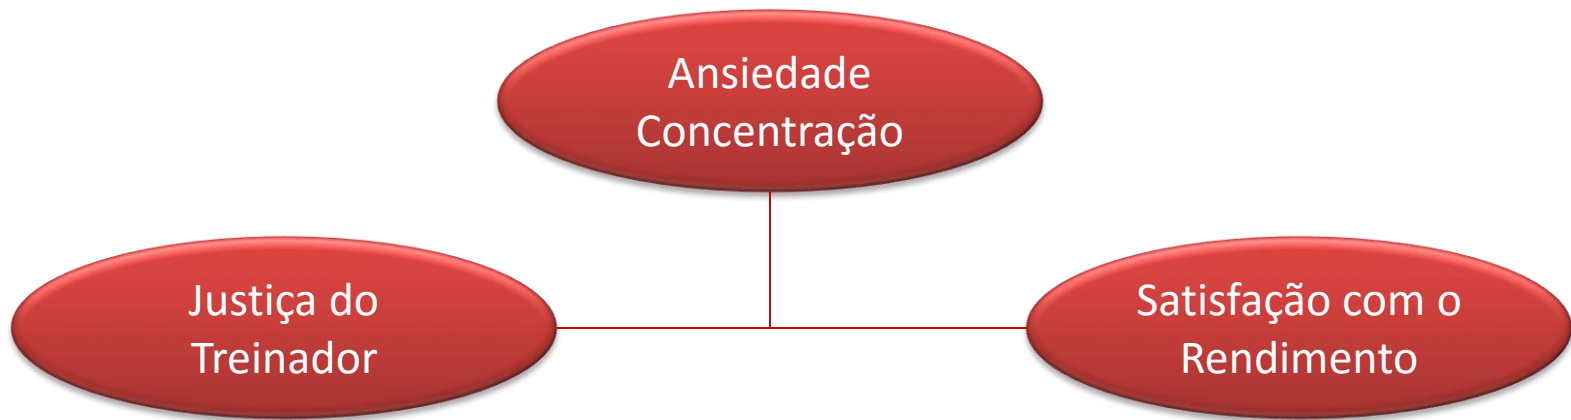 Ansiedade
Concentração
Justiça do
Treinador
Satisfação com o
Rendimento